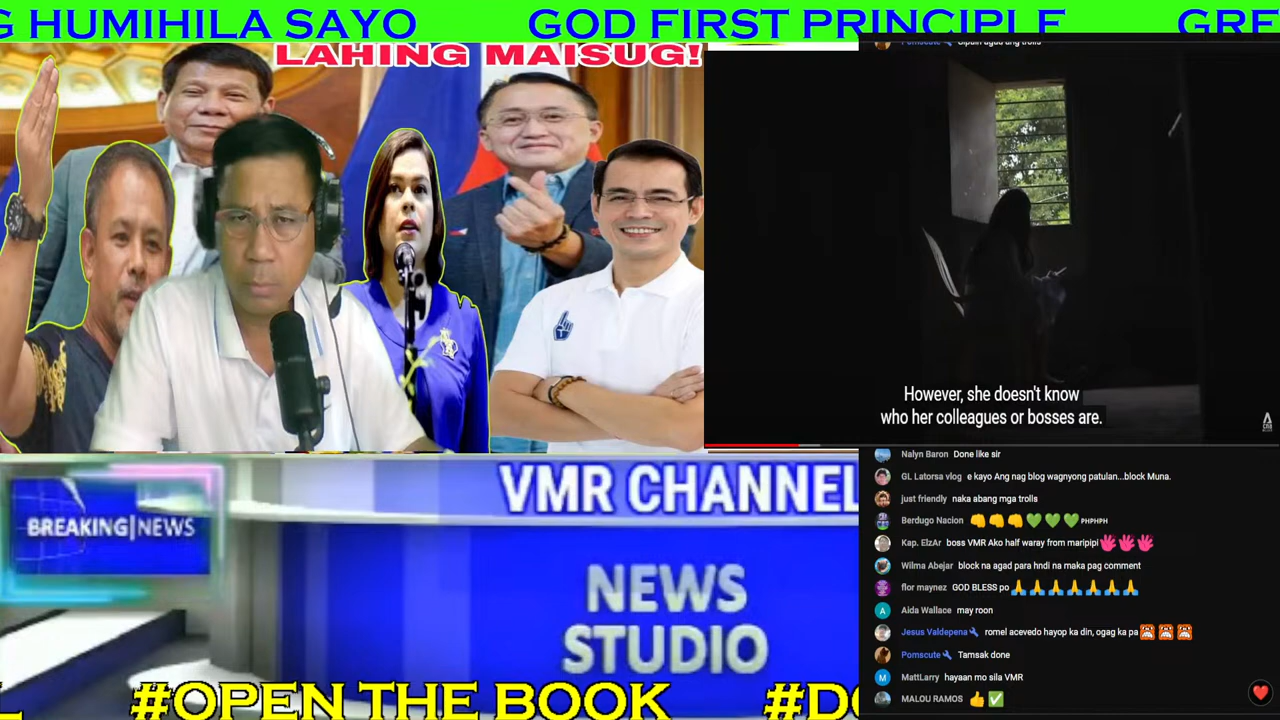 G HUMIHILA SAYO GOD FIRST PRINCIPLE GRE
LAHING MAISUG!
Pomscute
However, she doesn't know
who her colleagues or bosses are.
Nalyn Baron Done like sir
GL Latorsa vlog e kayo Ang nag blog wagnyong patulan...block Muna.
just friendly naka abang mga trolls
Berdugo Nacion 👊👊👊💚💚💚PHPHPH
Kap. ElzAr boss VMR Ako half waray from maripipi
Wilma Abejar block na agad para hndi na maka pag comment
flor maynez GOD BLESS po🙏🙏🙏🙏🙏🙏🙏
A Aida Wallace may roon
Jesus Valdepena romel acevedo hayop ka din, ogag ka pa
Pomscute Tamsak done
M MattLarry hayaan mo sila VMR
MALOU RAMOS 👍✅
VMR CHANNEL
BREAKING|NEWS
NEWS
STUDIO
L #OPEN THE BOOK #DO